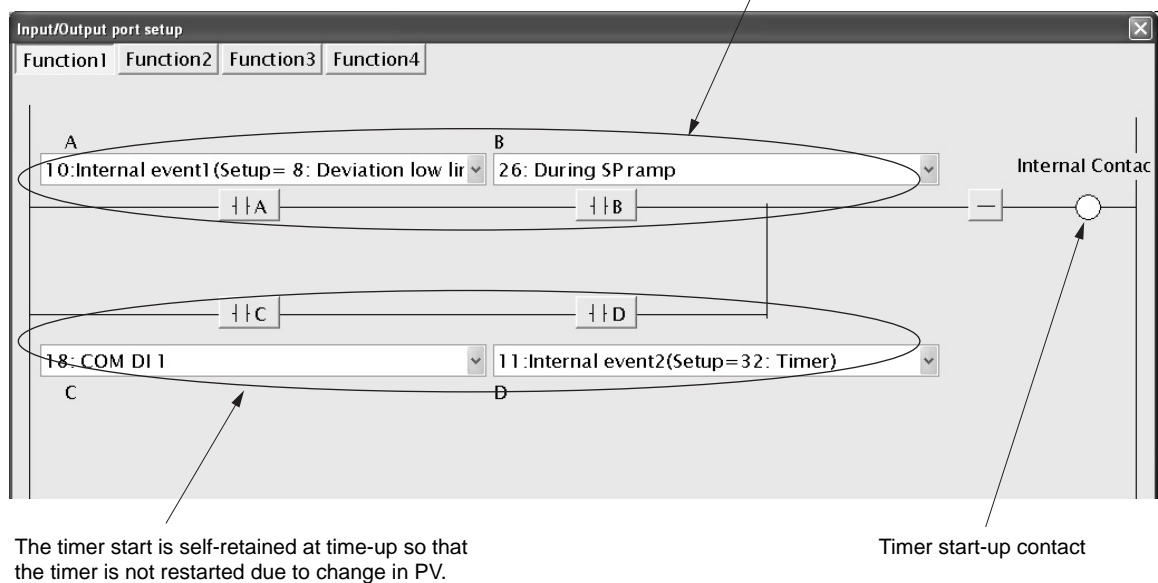 Input/Output port setup
Function1 Function2 Function3 Function4
A B
10:Internal event1(Setup= 8: Deviation low lir 26: During SP ramp Internal Contac
A B
C D
18: COM DI 1 11:Internal event2(Setup=32: Timer)
C D
The timer start is self-retained at time-up so that Timer start-up contact
the timer is not restarted due to change in PV.